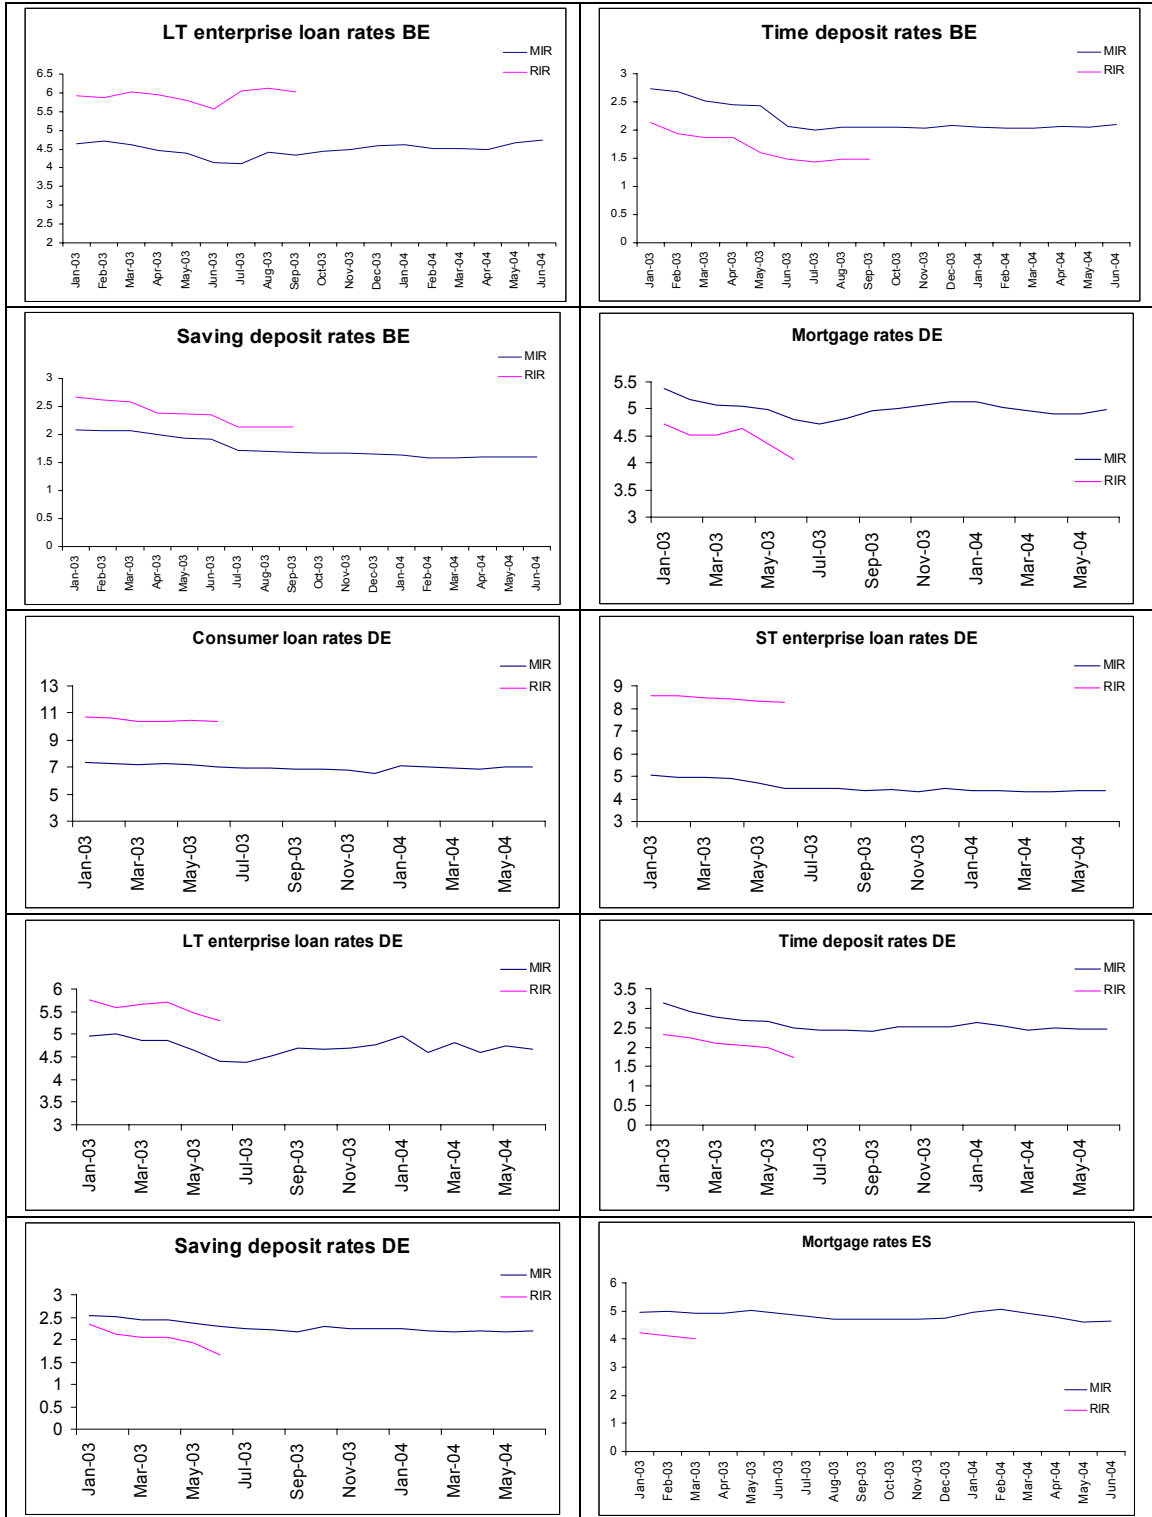 LT enterprise loan rates BE
MIR
RIR
6.5
6
5.5
5
4.5
4
3.5
3
2.5
2
Jan-03 Feb-03 Mar-03 Apr-03 May-03 Jun-03 Jul-03 Aug-03 Sep-03 Oct-03 Nov-03 Dec-03 Jan-04 Feb-04 Mar-04 Apr-04 May-04 Jun-04
Time deposit rates BE
MIR
RIR
3
2.5
2
1.5
1
0.5
0
Jan-03 Feb-03 Mar-03 Apr-03 May-03 Jun-03 Jul-03 Aug-03 Sep-03 Oct-03 Nov-03 Dec-03 Jan-04 Feb-04 Mar-04 Apr-04 May-04 Jun-04
Saving deposit rates BE
MIR
RIR
3
2.5
2
1.5
1
0.5
0
Jan-03 Feb-03 Mar-03 Apr-03 May-03 Jun-03 Jul-03 Aug-03 Sep-03 Oct-03 Nov-03 Dec-03 Jan-04 Feb-04 Mar-04 Apr-04 May-04 Jun-04
Mortgage rates DE
5.5
5
4.5
4
3.5
3
MIR
RIR
Jan-03 Mar-03 May-03 Jul-03 Sep-03 Nov-03 Jan-04 Mar-04 May-04
Consumer loan rates DE
MIR
RIR
13
11
9
7
5
3
Jan-03 Mar-03 May-03 Jul-03 Sep-03 Nov-03 Jan-04 Mar-04 May-04
ST enterprise loan rates DE
MIR
RIR
9
8
7
6
5
4
3
Jan-03 Mar-03 May-03 Jul-03 Sep-03 Nov-03 Jan-04 Mar-04 May-04
LT enterprise loan rates DE
MIR
RIR
6
5.5
5
4.5
4
3.5
3
Jan-03 Mar-03 May-03 Jul-03 Sep-03 Nov-03 Jan-04 Mar-04 May-04
Time deposit rates DE
MIR
RIR
3.5
3
2.5
2
1.5
1
0.5
0
Jan-03 Mar-03 May-03 Jul-03 Sep-03 Nov-03 Jan-04 Mar-04 May-04
Saving deposit rates DE
MIR
RIR
3
2.5
2
1.5
1
0.5
0
Jan-03 Mar-03 May-03 Jul-03 Sep-03 Nov-03 Jan-04 Mar-04 May-04
Mortgage rates ES
6
5
4
3
2
1
0
MIR
RIR
Jan-03 Feb-03 Mar-03 Apr-03 May-03 Jun-03 Jul-03 Aug-03 Sep-03 Oct-03 Nov-03 Dec-03 Jan-04 Feb-04 Mar-04 Apr-04 May-04 Jun-04